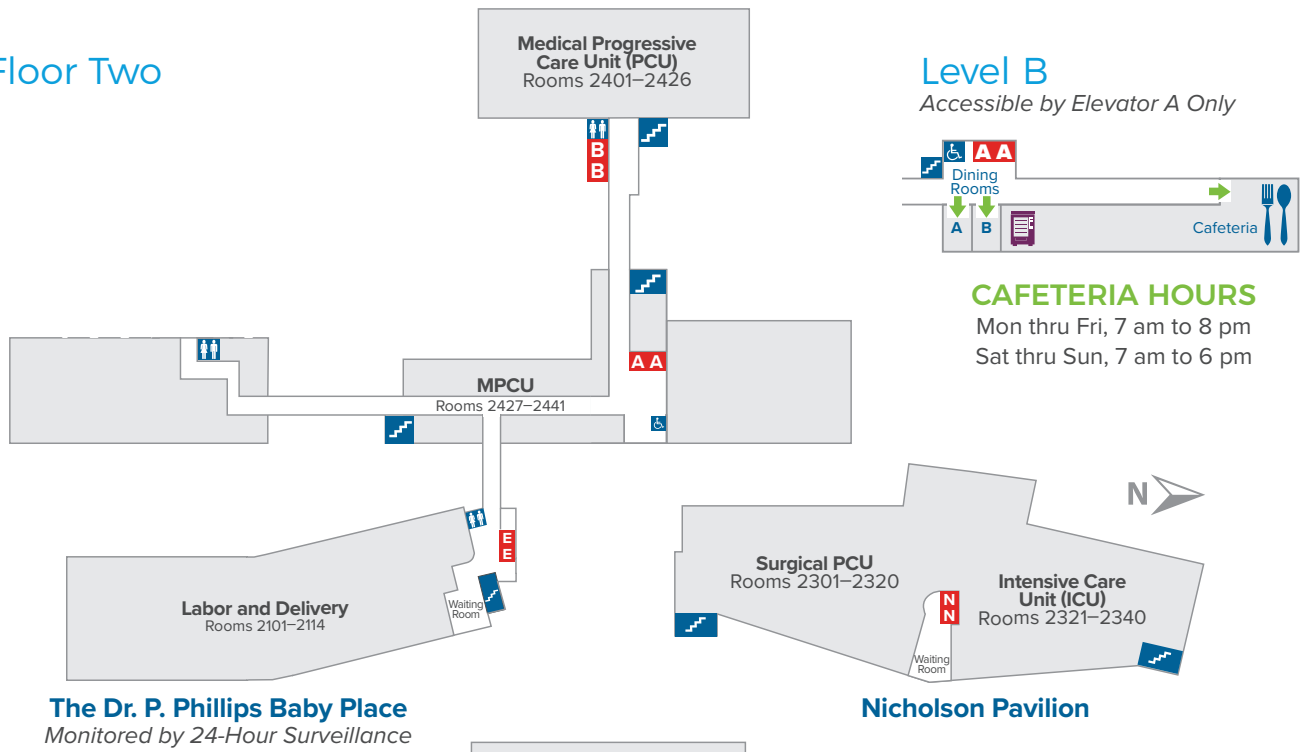 Floor Two
Medical Progressive
Care Unit (PCU)
Rooms 2401–2426
B
B
Level B
Accessible by Elevator A Only
A A
Dining
Rooms
A
B
Cafeteria
CAFETERIA HOURS
Mon thru Fri, 7 am to 8 pm
Sat thru Sun, 7 am to 6 pm
A A
MPCU
Rooms 2427–2441
N
E
E
Labor and Delivery
Rooms 2101–2114
Waiting
Room
The Dr. P. Phillips Baby Place
Monitored by 24-Hour Surveillance
Surgical PCU
Rooms 2301–2320
N
N
Intensive Care
Unit (ICU)
Rooms 2321–2340
Waiting
Room
Nicholson Pavilion